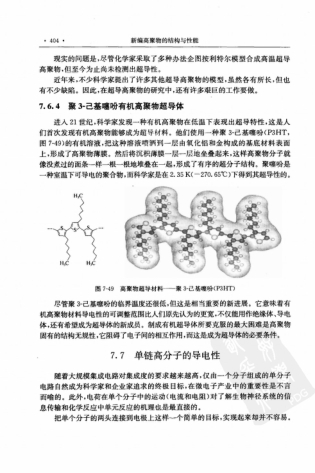 · 404 ·
新编高聚物的结构与性能
现实的问题是,尽管化学家采取了多种办法企图按利特尔模型合成高温超导
高聚物,但至今为止尚未检测出超导性。
近年来,不少科学家提出了许多其他超导高聚物的模型,虽然各有所长,但也
有不少缺陷。因此,在超导高聚物的研究中,还有许多艰巨的工作要做。
7.6.4 聚3-己基噻吩有机高聚物超导体
进入21世纪,科学家发现一种有机高聚物在低温下表现出超导特性,这是人
们首次发现有机高聚物能够成为超导材料。他们使用一种聚3-己基噻吩(P3HT,
图7-49)的有机溶液,把这种溶液喷洒到一层由氧化铝和金构成的基底材料表面
上,形成了高聚物薄膜。然后将沉积薄膜一层一层地叠起来,这样高聚物分子就
像没煮过的面条一样一根一根地堆叠在一起,形成了有序的超分子结构。聚噻吩是
一种室温下可导电的聚合物,而科学家是在2.35K(-270.65℃)下得到其超导性的。
H₃C
H₃C
S
S
S
S
H₃C
H₃C
图7-49 高聚物超导材料——聚3-己基噻吩(P3HT)
尽管聚3-己基噻吩的临界温度还很低,但这是相当重要的新进展。它意味着有
机高聚物材料导电性的可调整范围比人们原先认为的更宽,不仅能用作绝缘体、导电
体,还有希望成为超导体的新成员。制成有机超导体所要克服的最大困难是高聚物
固有的结构无规性,它阻碍了电子间的相互作用,而这是成为超导体的必要条件。
7.7 单链高分子的导电性
随着大规模集成电路对集成度的要求越来越高,仅由一个分子组成的单分子
电路自然成为科学家和企业家追求的终极目标,在微电子产业中的重要性是不言
而喻的。此外,电荷在单个分子中的运动(电流和电阻)对了解生物神经系统的信
息传输和化学反应中单元反应的机理也是最直接的。
把单个分子的两头连接到电极上这样一个简单的目标,实现起来却并不容易。